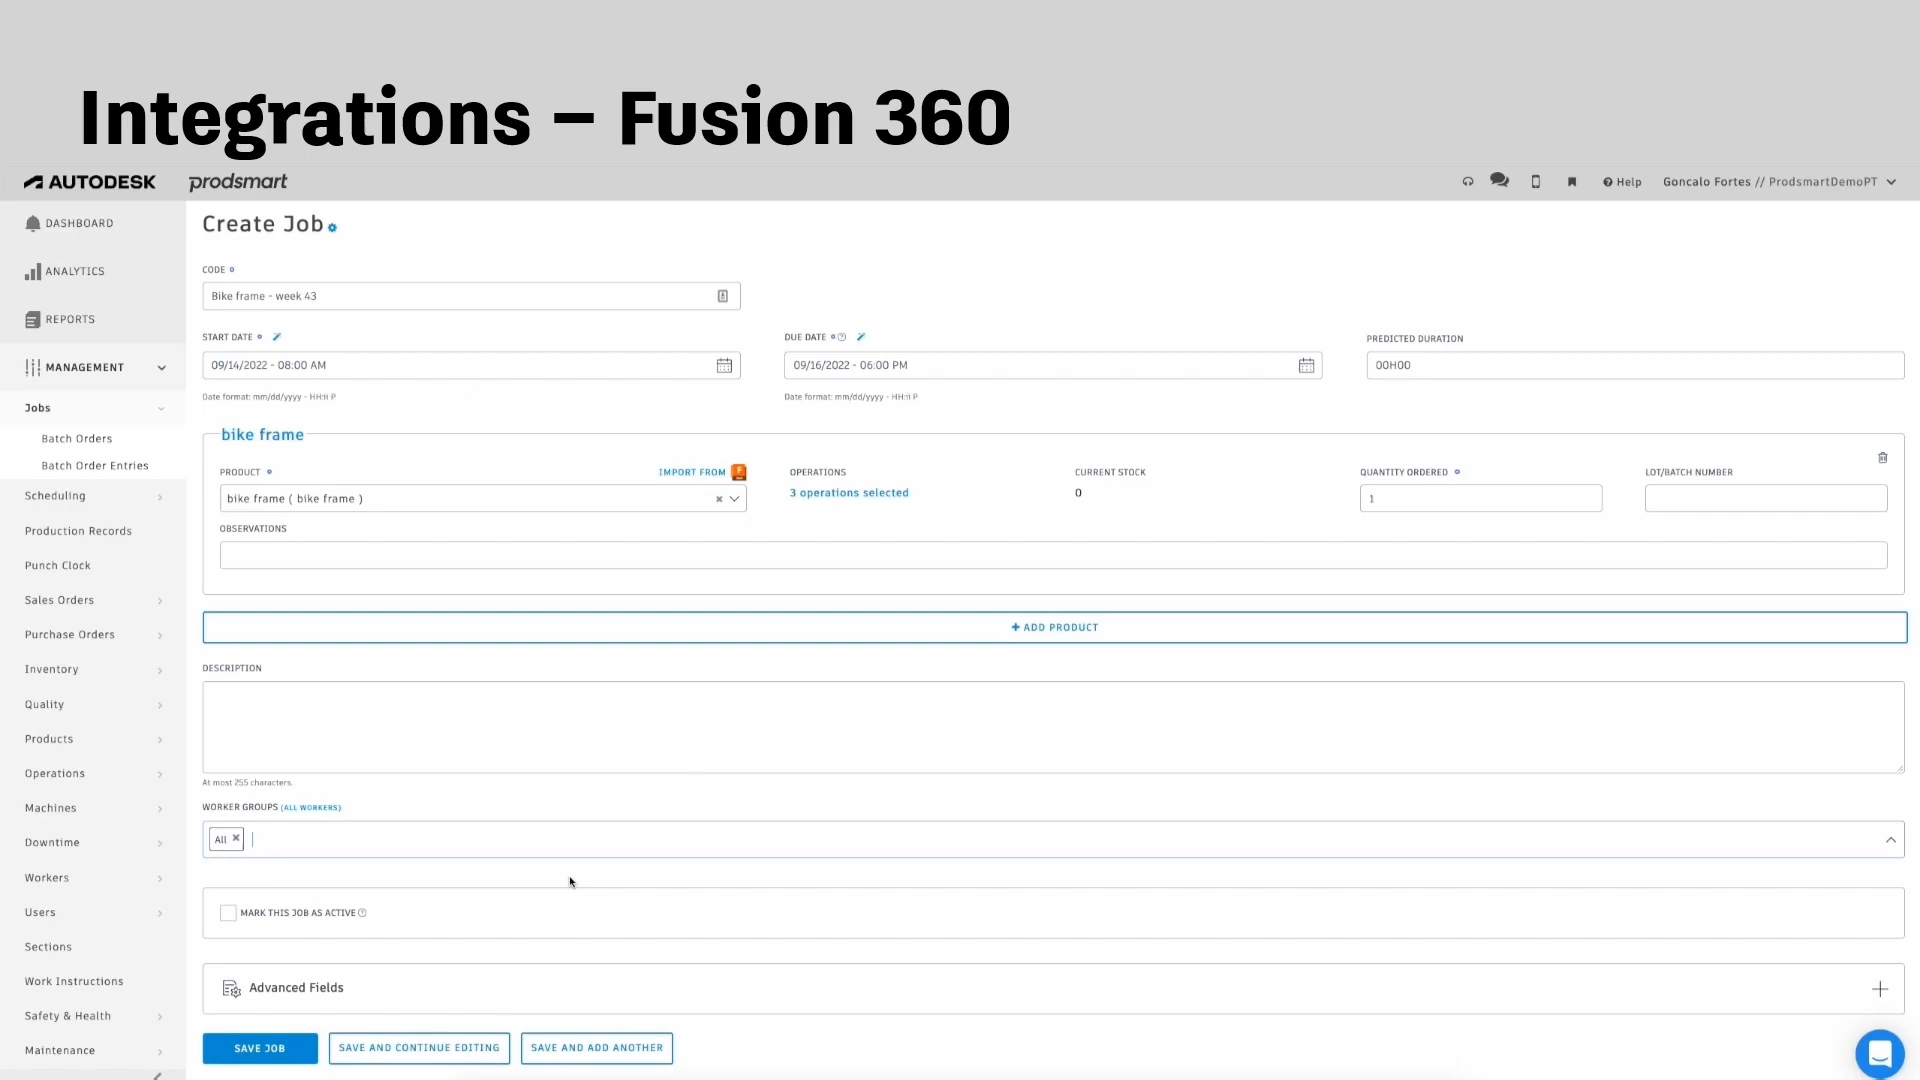 Integrations – Fusion 360
AUTODESK prodsmart
Help
Goncalo Fortes // ProdsmartDemoPT
DASHBOARD
ANALYTICS
REPORTS
MANAGEMENT
Jobs
Batch Orders
Batch Order Entries
Scheduling
Production Records
Punch Clock
Sales Orders
Purchase Orders
Inventory
Quality
Products
Operations
Machines
Downtime
Workers
Users
Sections
Work Instructions
Safety & Health
Maintenance
Create Job
CODE
Bike frame - week 43
START DATE
09/14/2022 - 08:00 AM
Date format: mm/dd/yyyy - HH:ii P
DUE DATE
09/16/2022 - 06:00 PM
Date format: mm/dd/yyyy - HH:ii P
PREDICTED DURATION
00H00
bike frame
PRODUCT
IMPORT FROM
bike frame ( bike frame )
OPERATIONS
3 operations selected
CURRENT STOCK
0
QUANTITY ORDERED
1
LOT/BATCH NUMBER
OBSERVATIONS
+ ADD PRODUCT
DESCRIPTION
At most 255 characters.
WORKER GROUPS (ALL WORKERS)
All
MARK THIS JOB AS ACTIVE
Advanced Fields
SAVE JOB
SAVE AND CONTINUE EDITING
SAVE AND ADD ANOTHER